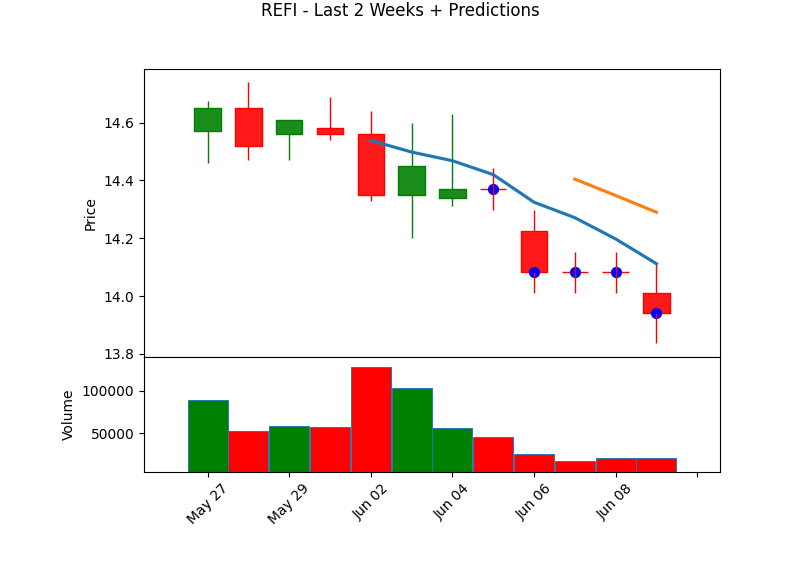 REFI - Last 2 Weeks + Predictions
Price
14.6
14.4
14.2
14.0
13.8
Volume
100000
50000
May 27
May 29
Jun 02
Jun 04
Jun 06
Jun 08